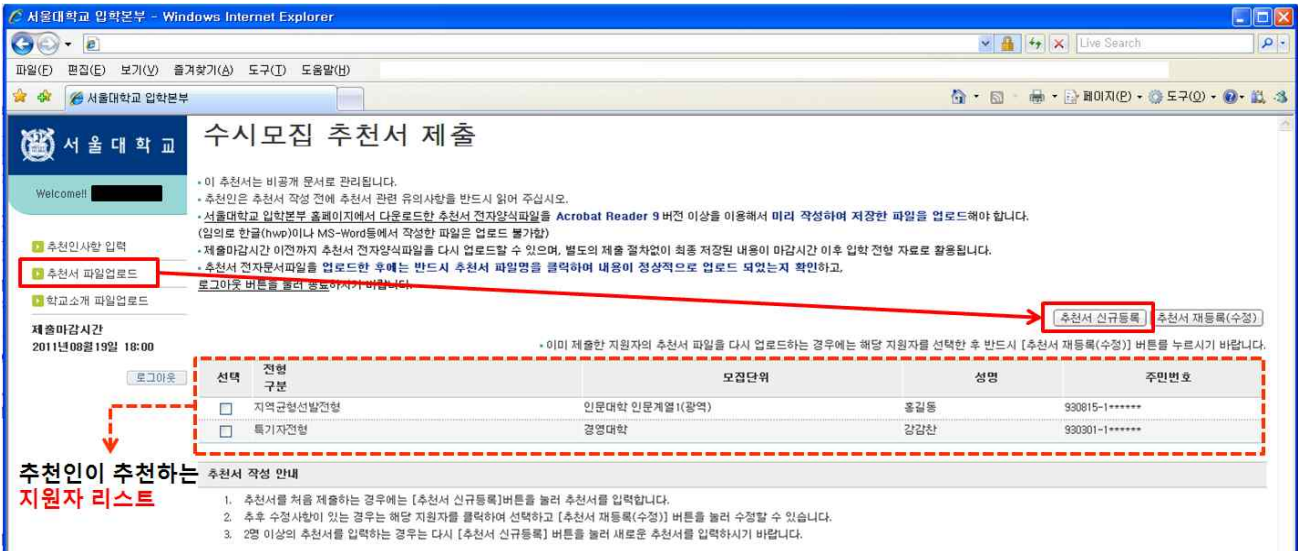 서울대학교 입학본부 - Windows Internet Explorer
Live Search
파일(F) 편집(E) 보기(V) 즐겨찾기(A) 도구(T) 도움말(H)
서울대학교 입학본부
페이지(P) 도구(O)
서울대학교
수시모집 추천서 제출
Welcome!!
• 이 추천서는 비공개 문서로 관리됩니다.
• 추천인은 추천서 작성 전에 추천서 관련 유의사항을 반드시 읽어 주십시오.
• 서울대학교 입학본부 홈페이지에서 다운로드한 추천서 전자양식파일을 Acrobat Reader 9 버전 이상을 이용해서 미리 작성하여 저장한 파일을 업로드해야 합니다.
(임의로 한글(hwp)이나 MS-Word등에서 작성한 파일은 업로드 불가함)
• 제출마감시간 이전까지 추천서 전자양식파일을 다시 업로드할 수 있으며, 별도의 제출 절차없이 최종 저장된 내용이 마감시간 이후 입학 전형 자료로 활용됩니다.
• 추천서 전자문서파일을 업로드한 후에는 반드시 추천서 파일명을 클릭하여 내용이 정상적으로 업로드 되었는지 확인하고,
로그아웃 버튼을 눌러 종료하시기 바랍니다.
추천인사항 입력
추천서 파일업로드
학교소개 파일업로드
제출마감시간
2011년08월19일 18:00
로그아웃
추천서 신규등록 추천서 재등록(수정)
• 이미 제출한 지원자의 추천서 파일을 다시 업로드하는 경우에는 해당 지원자를 선택한 후 반드시 [추천서 재등록(수정)] 버튼를 누르시기 바랍니다.
선택 전형 구분 모집단위 성명 주민번호
지역균형선발전형 인문대학 인문계열1(광역) 홍길동 930815-1******
특기자전형 경영대학 강감찬 930301-1******
추천인이 추천하는
지원자 리스트
추천서 작성 안내
1. 추천서를 처음 제출하는 경우에는 [추천서 신규등록]버튼을 눌러 추천서를 입력합니다.
2. 추후 수정사항이 있는 경우는 해당 지원자를 클릭하여 선택하고 [추천서 재등록(수정)] 버튼을 눌러 수정할 수 있습니다.
3. 2명 이상의 추천서를 입력하는 경우는 다시 [추천서 신규등록] 버튼을 눌러 새로운 추천서를 입력하시기 바랍니다.